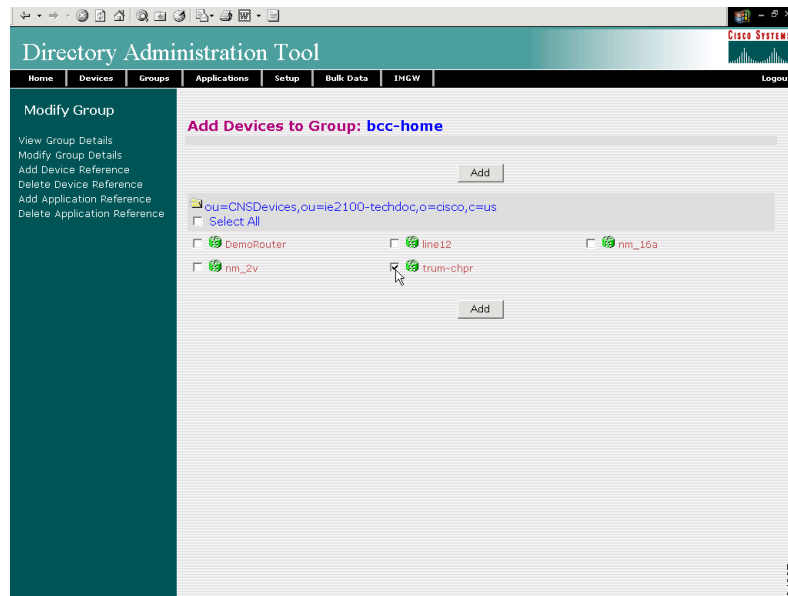 CISCO SYSTEMS
Directory Administration Tool
Home Devices Groups Applications Setup Bulk Data IMGW Logou
Modify Group
View Group Details
Modify Group Details
Add Device Reference
Delete Device Reference
Add Application Reference
Delete Application Reference
Add Devices to Group: bcc-home
Add
ou=CNSDevices,ou=ie2100-techdoc,o=cisco,c=us
Select All
DemoRouter line12 nm_16a
nm_2v trum-chpr
Add